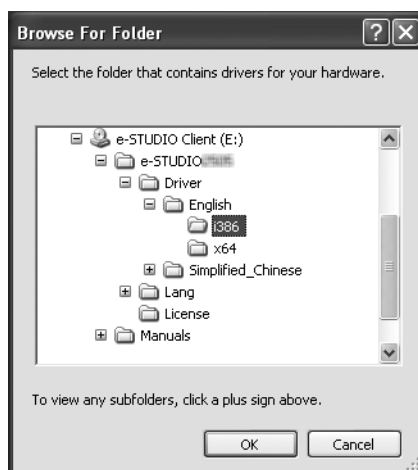 Browse For Folder
Select the folder that contains drivers for your hardware.
e-STUDIO Client (E:)
e-STUDIO
Driver
English
i386
x64
Simplified_Chinese
Lang
License
Manuals
To view any subfolders, click a plus sign above.
OK
Cancel